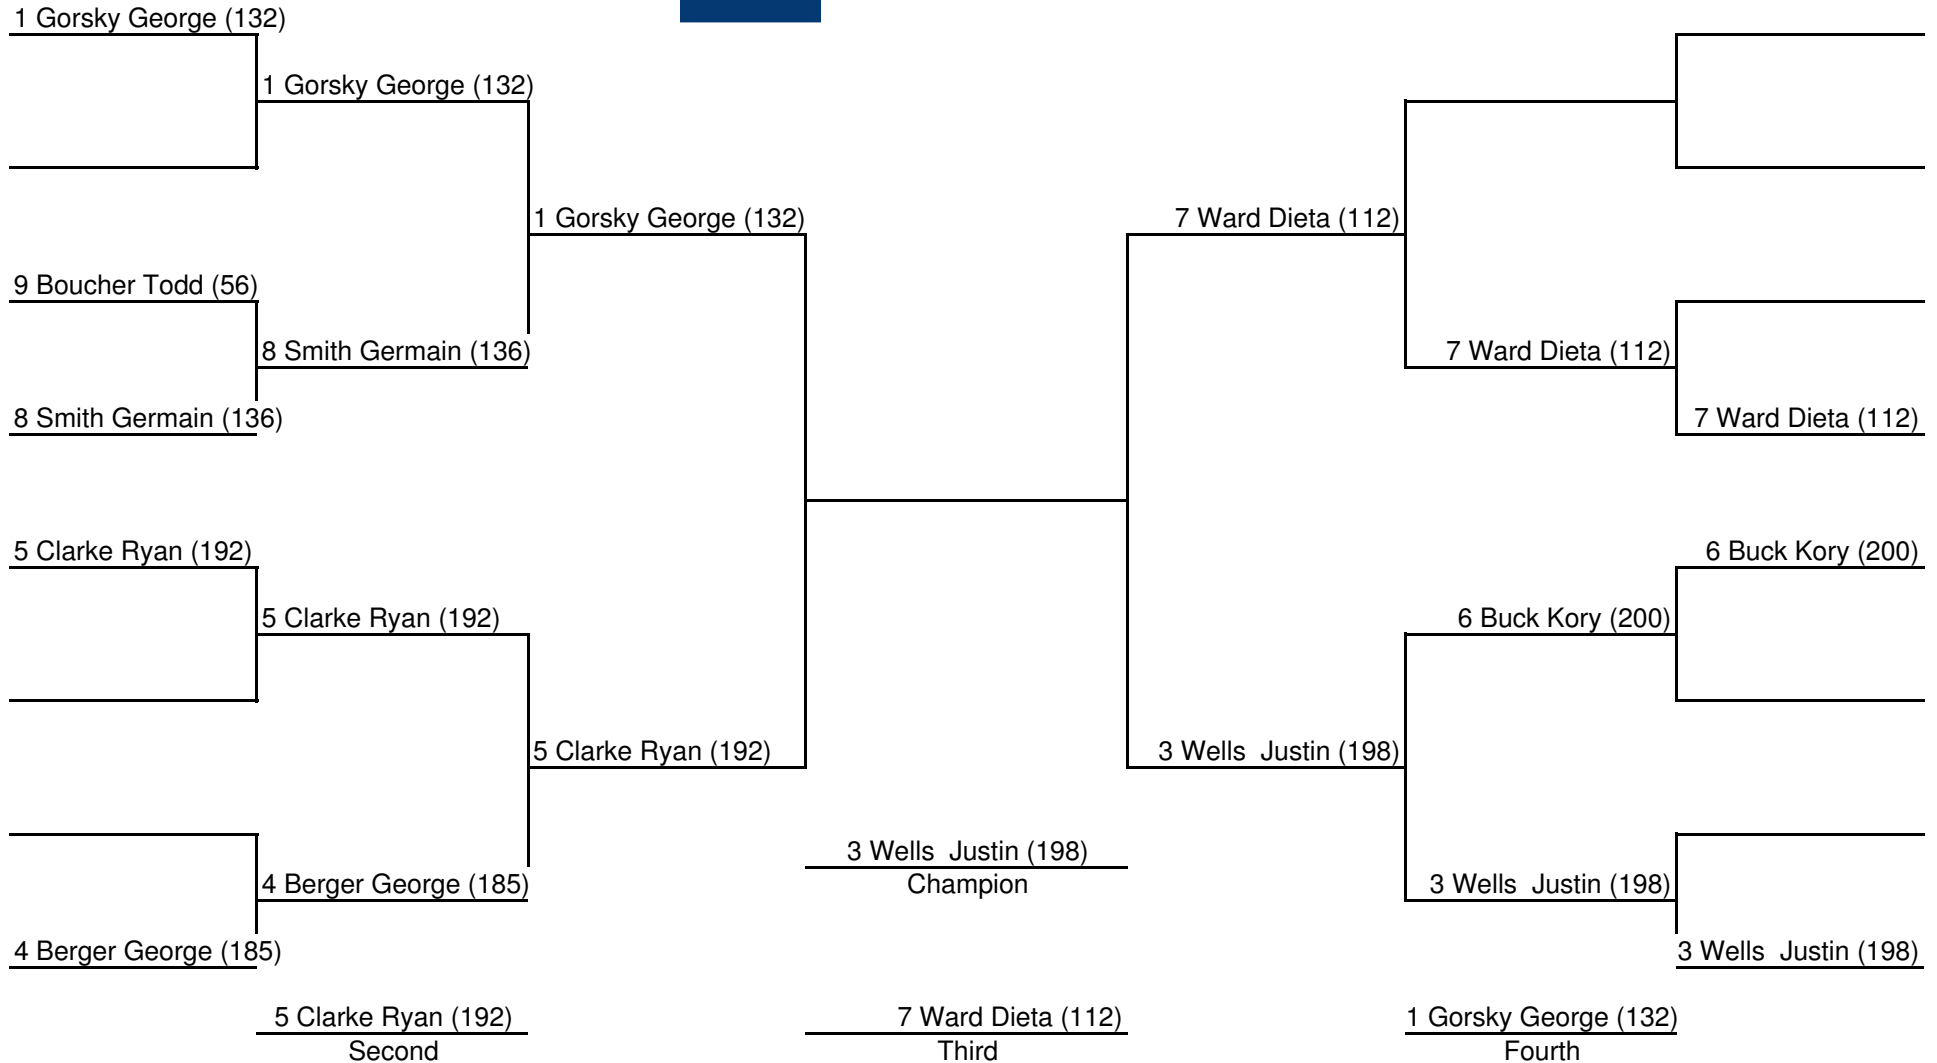 1 Gorsky George (132)
1 Gorsky George (132)
1 Gorsky George (132)
7 Ward Dieta (112)
9 Boucher Todd (56)
8 Smith Germain (136)
7 Ward Dieta (112)
8 Smith Germain (136)
7 Ward Dieta (112)
5 Clarke Ryan (192)
6 Buck Kory (200)
5 Clarke Ryan (192)
6 Buck Kory (200)
5 Clarke Ryan (192)
3 Wells  Justin (198)
3 Wells  Justin (198)
Champion
4 Berger George (185)
3 Wells  Justin (198)
4 Berger George (185)
3 Wells  Justin (198)
5 Clarke Ryan (192)
Second
7 Ward Dieta (112)
Third
1 Gorsky George (132)
Fourth